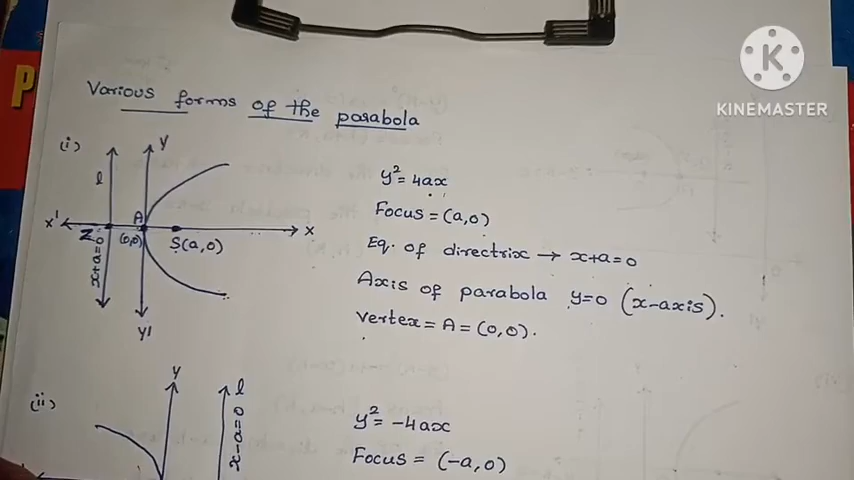 P
K
KINEMASTER
Various forms of the parabola
(i)
y
l
x' Z A (0,0) S(a,0) x
x+a=0
y'
y² = 4ax
Focus = (a,0)
Eq. of directrix → x+a=0
Axis of parabola y=0 (x-axis).
vertex = A = (0,0).
(ii)
y
l
x-a=0
y² = -4ax
Focus = (-a,0)